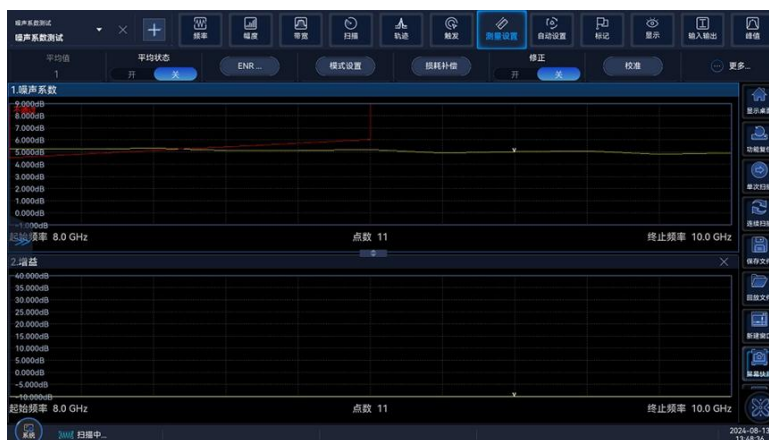 噪声系数测试
噪声系数测试
频率 幅度 带宽 扫描 轨迹 触发 测量设置 自动设置 标记 显示 输入输出 峰值
平均值
1
平均状态
开 关
ENR ...
模式设置
损耗补偿
修正
开 关
校准
更多...
1.噪声系数
9.000dB
8.000dB
7.000dB
6.000dB
5.000dB
4.000dB
3.000dB
2.000dB
1.000dB
0.000dB
-1.000dB
起始频率 8.0 GHz 点数 11 终止频率 10.0 GHz
2.增益
40.000dB
35.000dB
30.000dB
25.000dB
20.000dB
15.000dB
10.000dB
5.000dB
0.000dB
-5.000dB
-10.000dB
起始频率 8.0 GHz 点数 11 终止频率 10.0 GHz
显示桌面
功能复位
单次扫描
连续扫描
保存文件
回放文件
新建窗口
屏幕快照
系统
扫描中...
2024-08-13
13:48:36